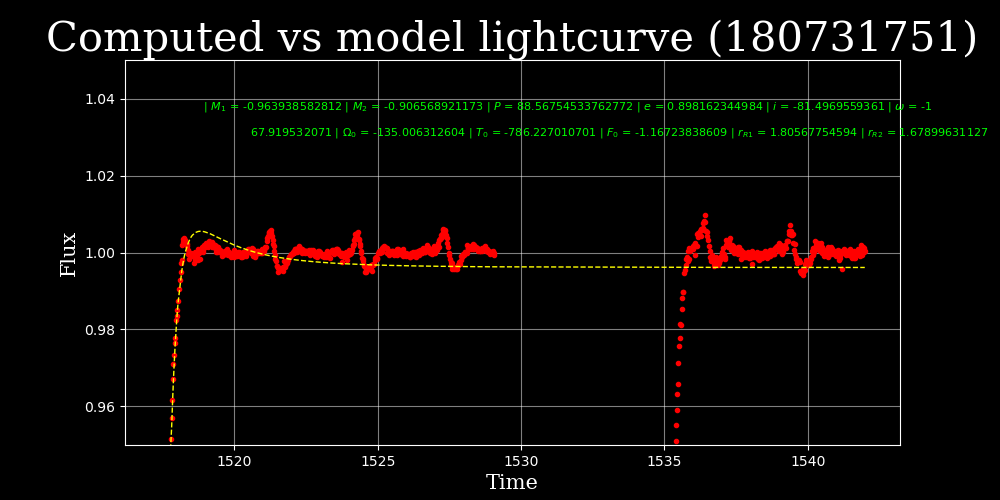 Computed vs model lightcurve (180731751)
| M₁ = -0.963938582812 | M₂ = -0.906568921173 | P = 88.56754533762772 | e = 0.898162344984 | i = -81.4969559361 | ω = -1
67.919532071 | Ω₀ = -135.006312604 | T₀ = -786.227010701 | F₀ = -1.16723838609 | r_R1 = 1.80567754594 | r_R2 = 1.67899631127
1.04
1.02
1.00
0.98
0.96
Flux
1520 1525 1530 1535 1540
Time